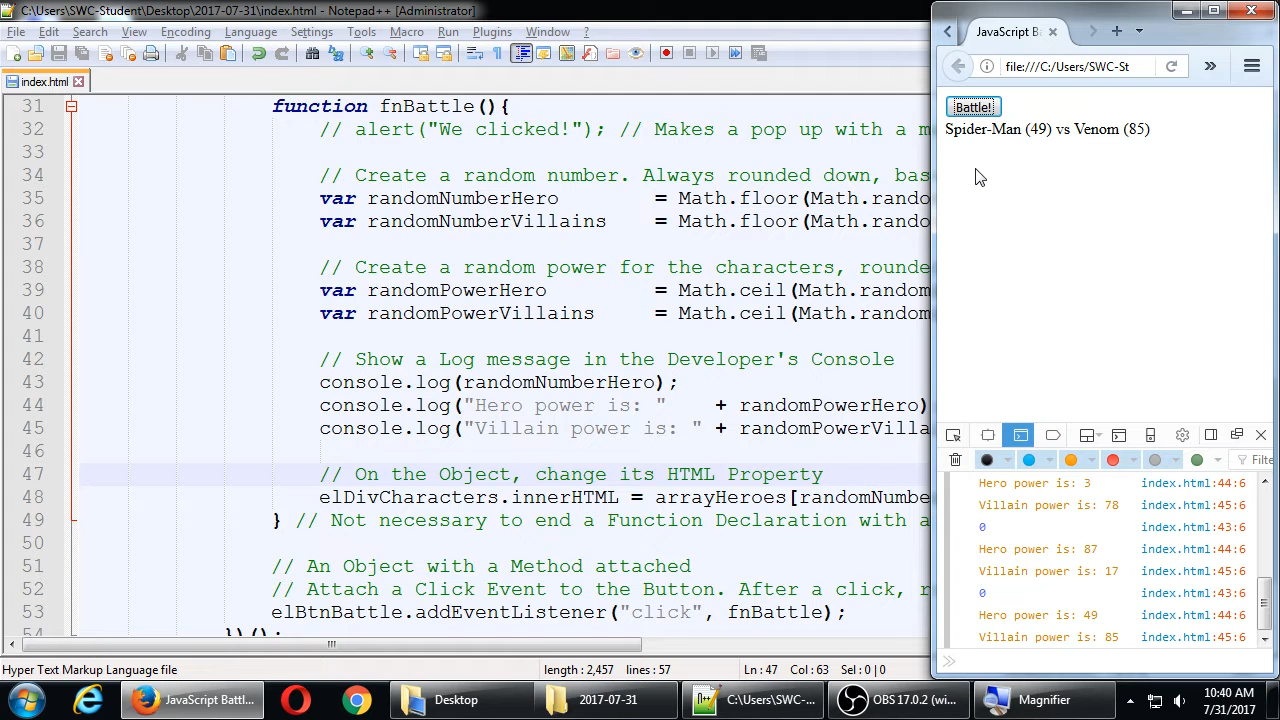 C:\Users\SWC-Student\Desktop\2017-07-31\index.html - Notepad++ [Administrator]
File Edit Search View Encoding Language Settings Tools Macro Run Plugins Window ?
index.html
31 function fnBattle(){
32 // alert("We clicked!"); // Makes a pop up with a m
33
34 // Create a random number. Always rounded down, bas
35 var randomNumberHero = Math.floor(Math.rando
36 var randomNumberVillains = Math.floor(Math.rando
37
38 // Create a random power for the characters, rounde
39 var randomPowerHero = Math.ceil(Math.random
40 var randomPowerVillains = Math.ceil(Math.random
41
42 // Show a Log message in the Developer's Console
43 console.log(randomNumberHero);
44 console.log("Hero power is: " + randomPowerHero)
45 console.log("Villain power is: " + randomPowerVilla
46
47 // On the Object, change its HTML Property
48 elDivCharacters.innerHTML = arrayHeroes[randomNumbe
49 } // Not necessary to end a Function Declaration with a
50
51 // An Object with a Method attached
52 // Attach a Click Event to the Button. After a click, r
53 elBtnBattle.addEventListener("click", fnBattle);
54 })();
Hyper Text Markup Language file length : 2,457 lines : 57 Ln : 47 Col : 63 Sel : 0 | 0
JavaScript B
file:///C:/Users/SWC-St
Battle!
Spider-Man (49) vs Venom (85)
Filte
Hero power is: 3 index.html:44:6
Villain power is: 78 index.html:45:6
0 index.html:43:6
Hero power is: 87 index.html:44:6
Villain power is: 17 index.html:45:6
0 index.html:43:6
Hero power is: 49 index.html:44:6
Villain power is: 85 index.html:45:6
JavaScript Battl... Desktop 2017-07-31 C:\Users\SWC-... OBS 17.0.2 (wi... Magnifier
10:40 AM
7/31/2017